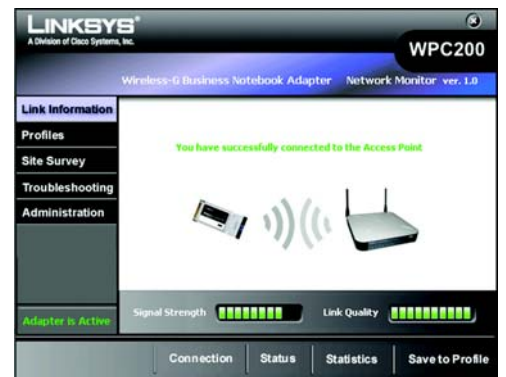 LINKSYS®
A Division of Cisco Systems, Inc.
WPC200
Wireless-G Business Notebook Adapter Network Monitor ver. 1.0
Link Information
Profiles
Site Survey
Troubleshooting
Administration
You have successfully connected to the Access Point
Adapter is Active
Signal Strength Link Quality
Connection Status Statistics Save to Profile